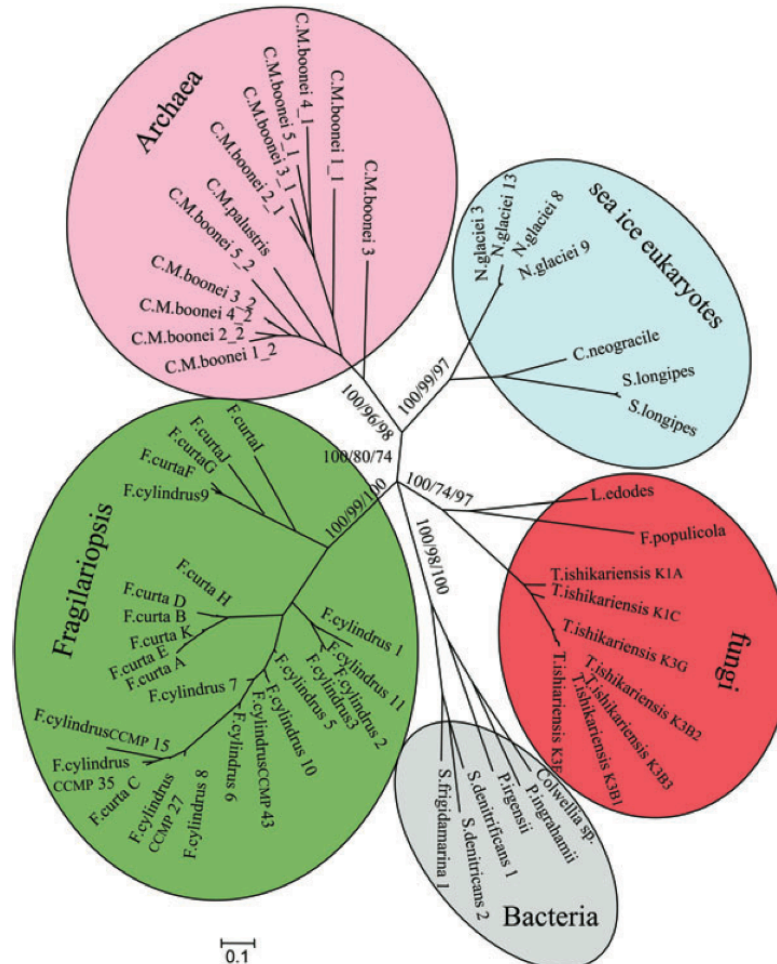 Archaea
C.M.boonei 4_1
C.M.boonei 5_1
C.M.boonei 3_1
C.M.boonei 2_1
C.M.boonei 1_1
C.M.boonei 3
C.M.palustris
C.M.boonei 5_2
C.M.boonei 3_2
C.M.boonei 4_2
C.M.boonei 2_2
C.M.boonei 1_2
sea ice eukaryotes
N.glaciei 3
N.glaciei 13
N.glaciei 8
N.glaciei 9
C.neogracile
S.longipes
S.longipes
100/96/98
100/99/97
100/80/74
100/99/100
100/74/97
100/98/100
Fragilariopsis
F.curtaI
F.curtaJ
F.curtaG
F.curtaF
F.cylindrus9
F.curta H
F.curta D
F.curta B
F.curta K
F.curta E
F.curta A
F.cylindrus 7
F.cylindrus 1
F.cylindrus 11
F.cylindrus 2
F.cylindrus3
F.cylindrus 5
F.cylindrus 10
F.cylindrusCCMP 43
F.cylindrus 6
F.cylindrusCCMP 15
F.cylindrus
CCMP 35
F.curta C
F.cylindrus
CCMP 27
F.cylindrus 8
fungi
L.edodes
F.populicola
T.ishikariensis K1A
T.ishikariensis K1C
T.ishikariensis K3G
T.ishikariensis K3B2
T.ishikariensis K3B3
T.ishikariensis K3B1
T.ishiariensis K3F
Bacteria
Colwellia sp.
P.ingrahamii
P.irgensii
S.denitrificans 1
S.denitricans 2
S.frigidamarina 1
0.1